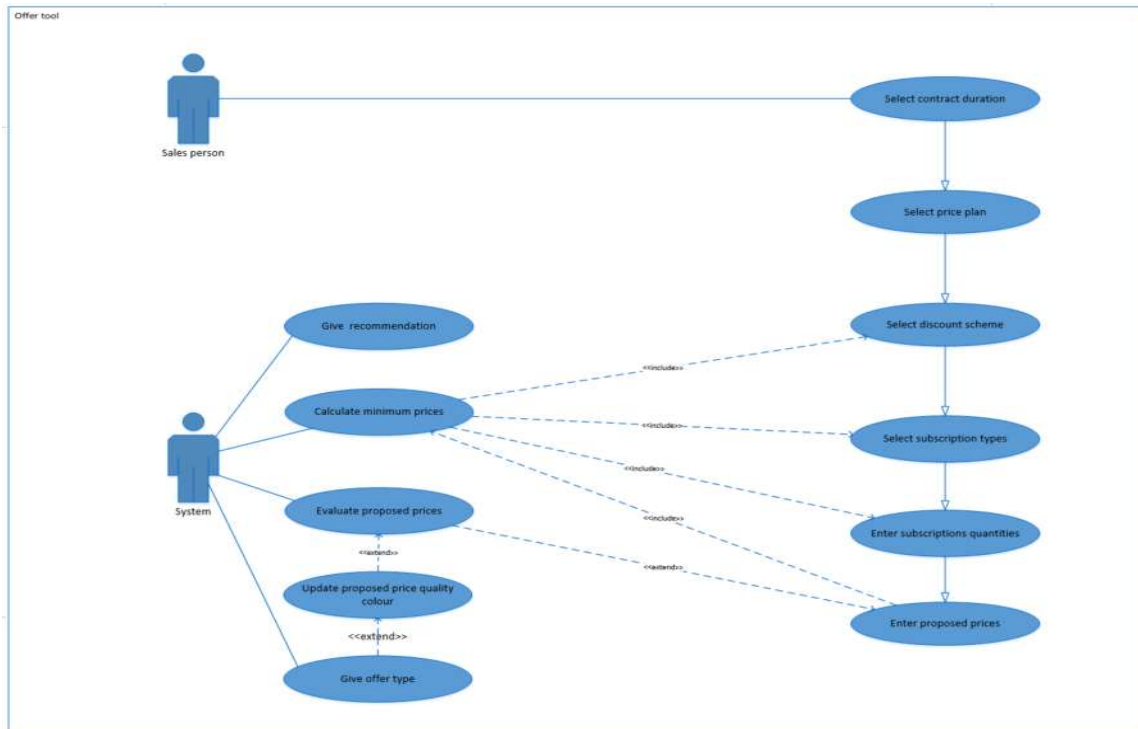 Offer tool
Select contract duration
Sales person
Select price plan
Give recommendation
Select discount scheme
<<include>>
Calculate minimum prices
<<include>>
Select subscription types
<<include>>
System
Evaluate proposed prices
<<include>>
Enter subscriptions quantities
<<extend>>
<<extend>>
Update proposed price quality
colour
Enter proposed prices
<<extend>>
Give offer type